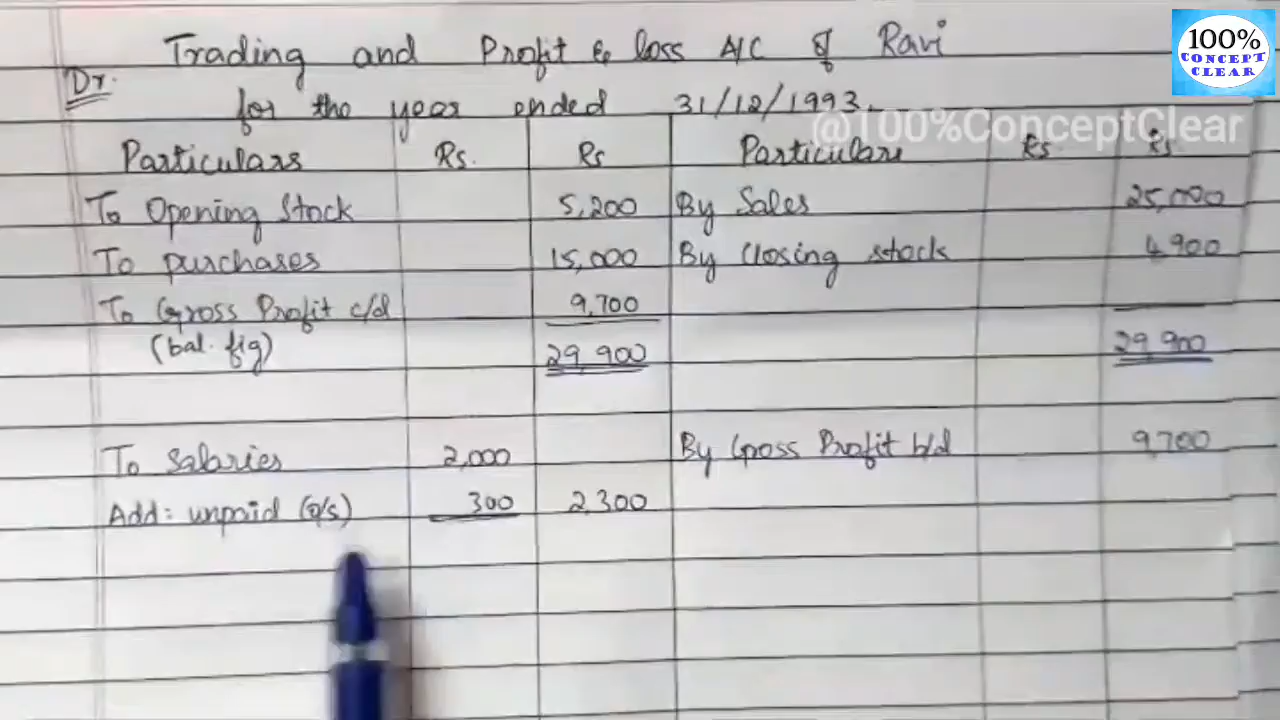 Trading and Profit & loss A/C of Ravi
100%
CONCEPT
CLEAR
Dr.
for the year ended 31/12/1993.
@100%ConceptClear
Particulars Rs. Rs Particulars Rs Rs.
To Opening Stock 5,200 By Sales 25,000
To purchases 15,000 By Closing stock 4,900
To Gross Profit c/d 9,700
(bal. fig) 29,900 29,900
To Salaries 2,000 By Gross Profit b/d 9,700
Add: unpaid (o/s) 300 2,300